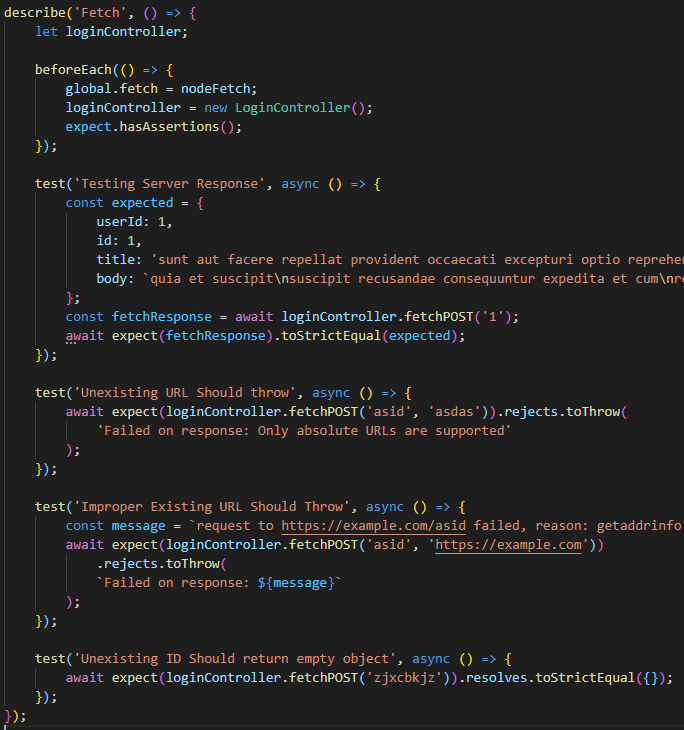 describe('Fetch', () => {
let loginController;
beforeEach(() => {
global.fetch = nodeFetch;
loginController = new LoginController();
expect.hasAssertions();
});
test('Testing Server Response', async () => {
const expected = {
userId: 1,
id: 1,
title: 'sunt aut facere repellat provident occaecati excepturi optio reprehe
body: `quia et suscipit\nsuscipit recusandae consequuntur expedita et cum\nr
};
const fetchResponse = await loginController.fetchPOST('1');
await expect(fetchResponse).toStrictEqual(expected);
});
test('Unexisting URL Should throw', async () => {
await expect(loginController.fetchPOST('asid', 'asdas')).rejects.toThrow(
'Failed on response: Only absolute URLs are supported'
);
});
test('Improper Existing URL Should Throw', async () => {
const message = `request to https://example.com/asid failed, reason: getaddrinfo
await expect(loginController.fetchPOST('asid', 'https://example.com'))
.rejects.toThrow(
`Failed on response: ${message}`
);
});
test('Unexisting ID Should return empty object', async () => {
await expect(loginController.fetchPOST('zjxcbkjz')).resolves.toStrictEqual({});
});
});